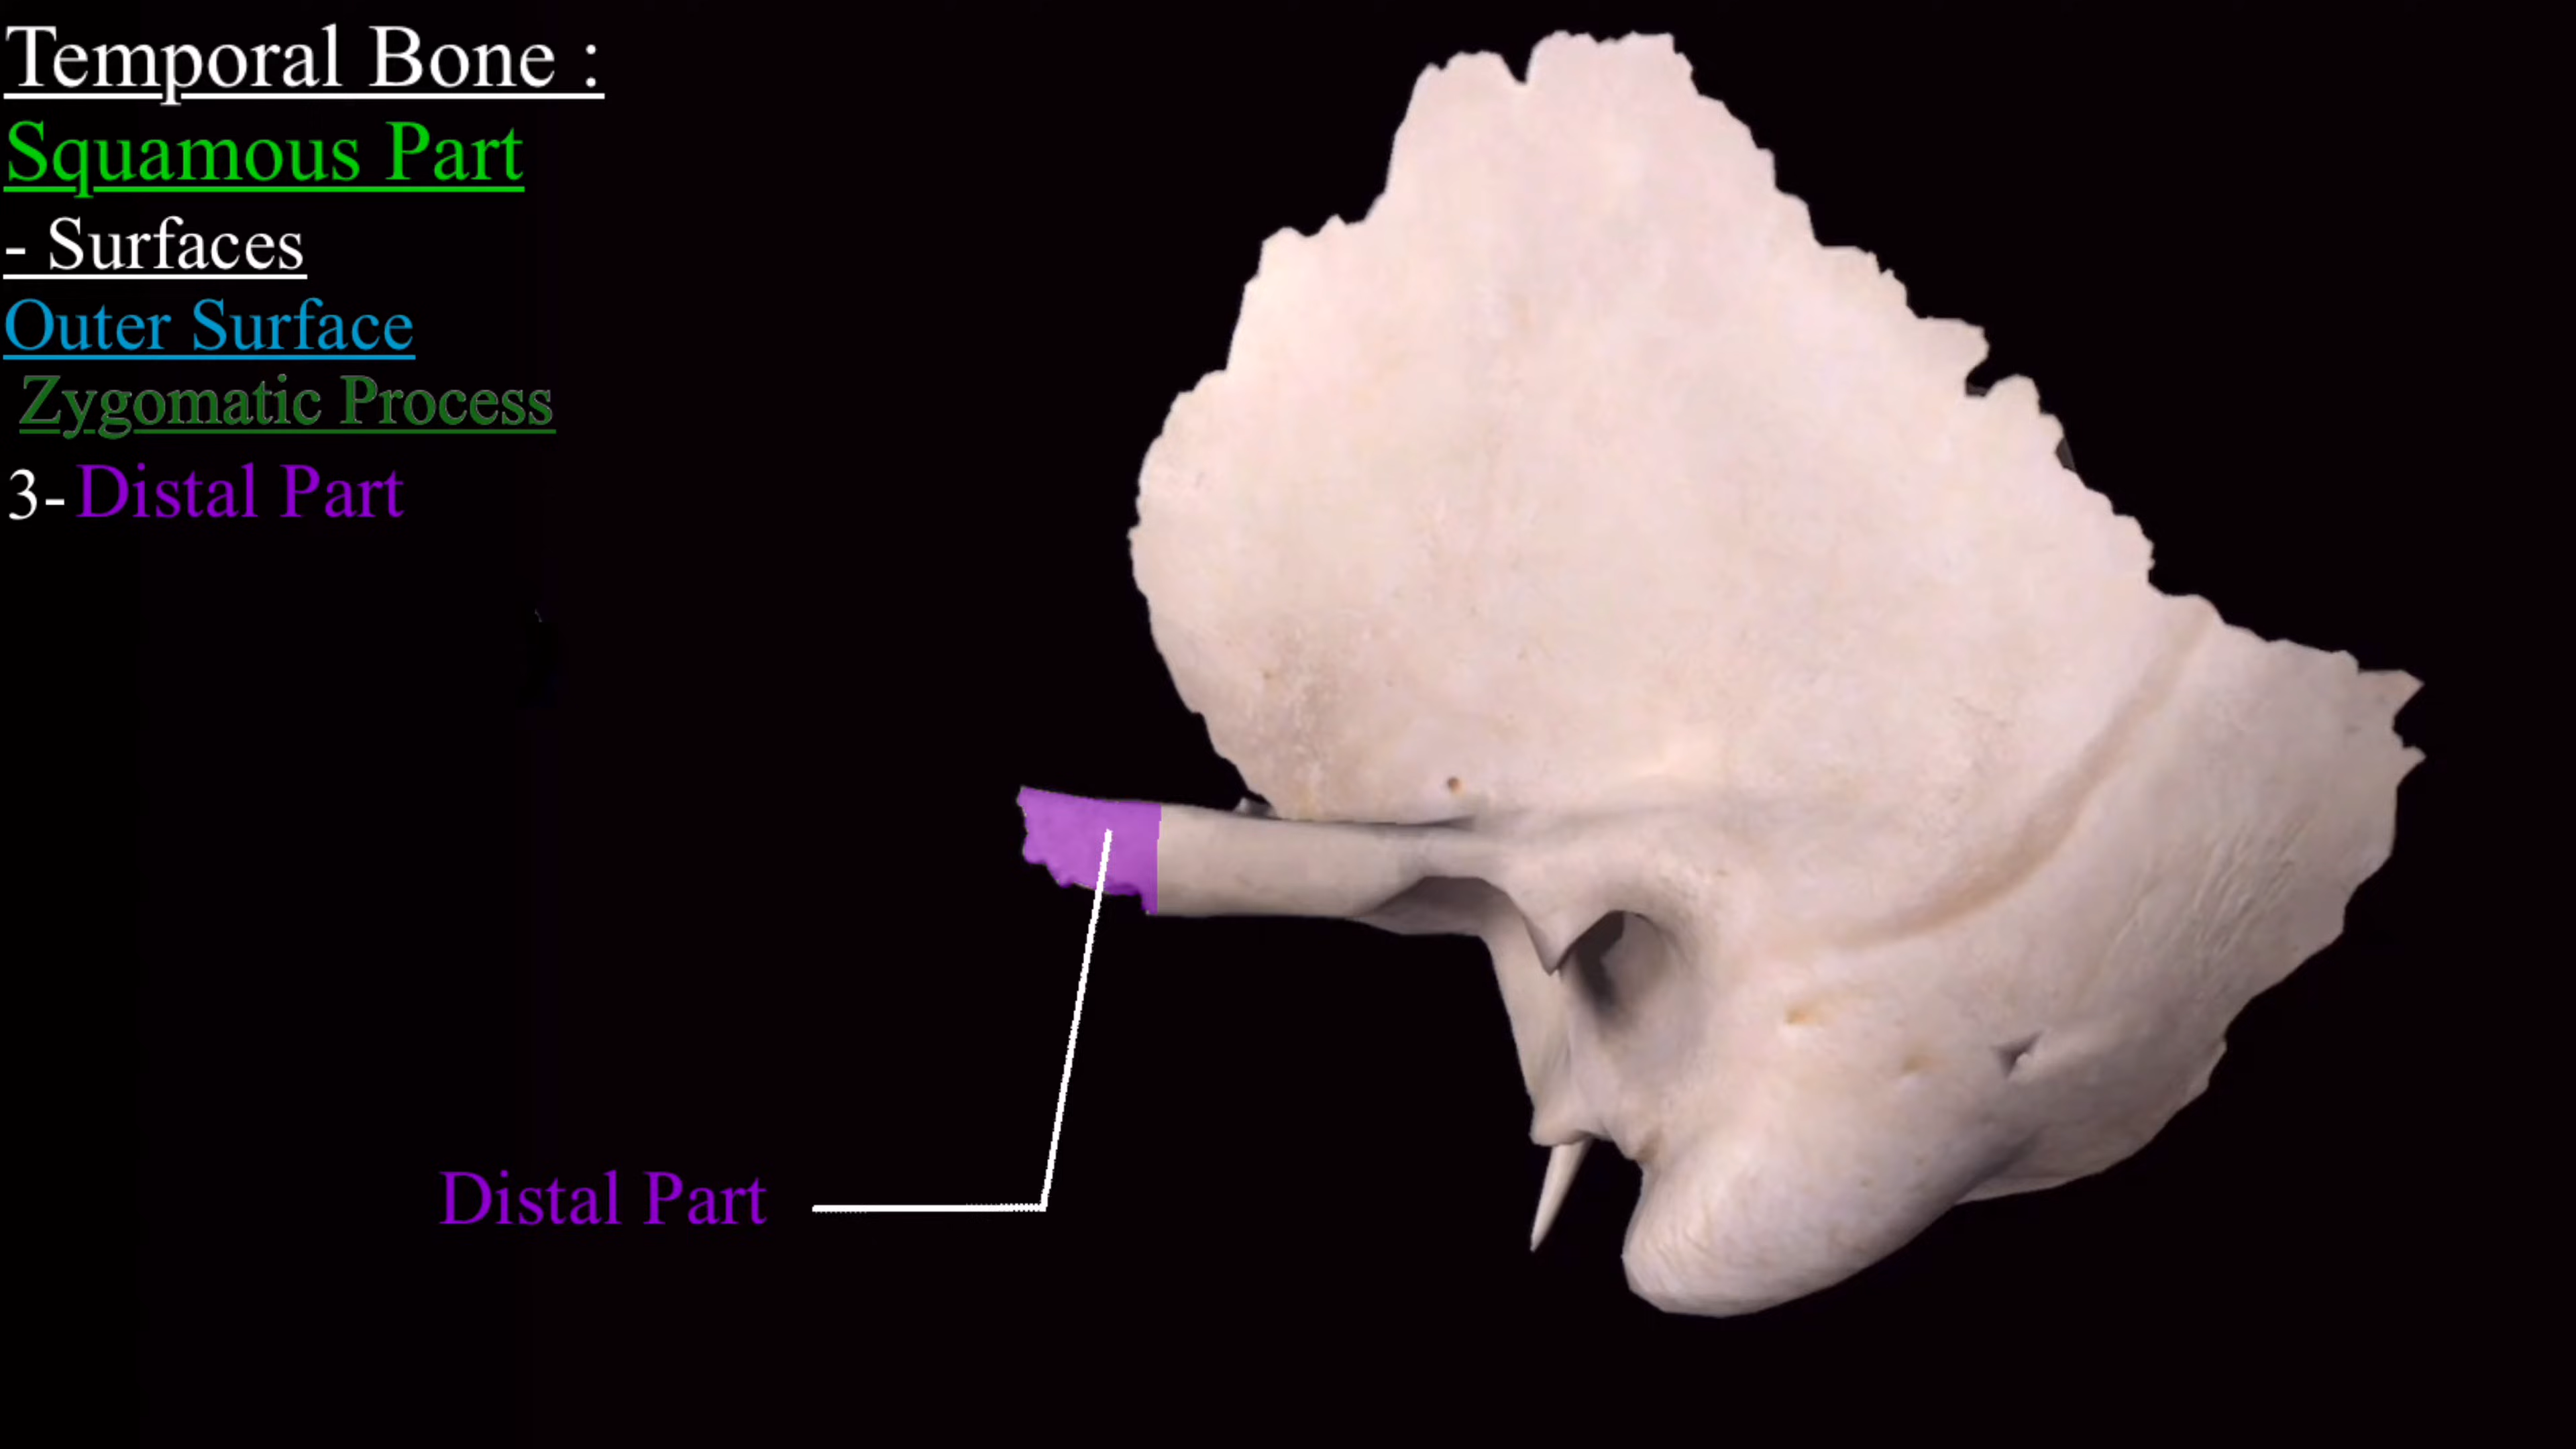 Temporal Bone :
Squamous Part
- Surfaces
Outer Surface
Zygomatic Process
3- Distal Part
Distal Part